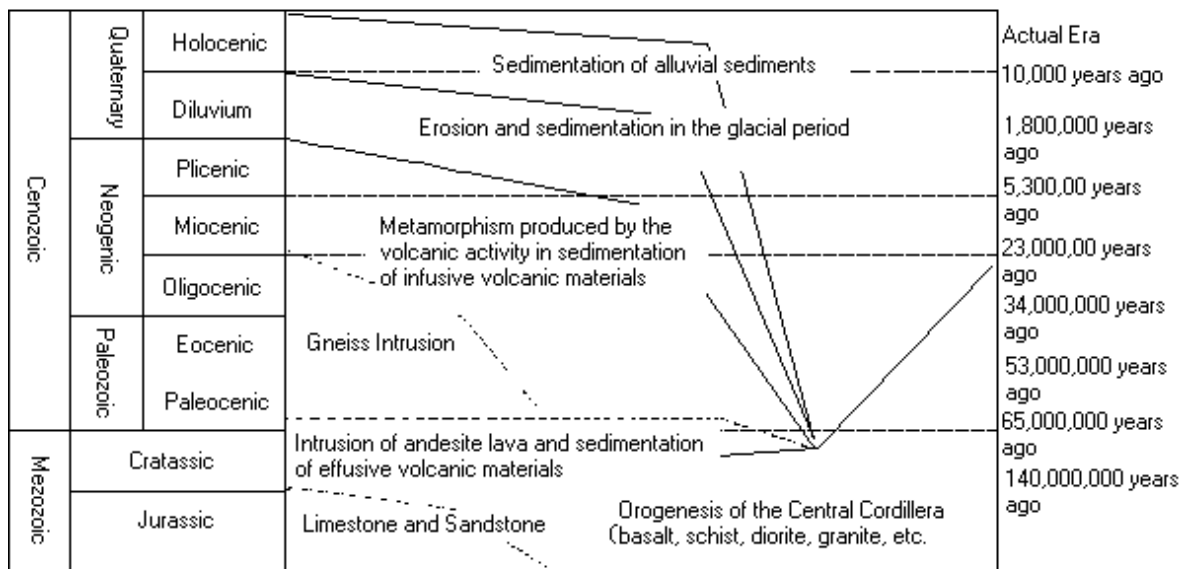 Cenozoic
Quaternary
Holocenic
Diluvium
Neogenic
Plicenic
Miocenic
Oligocenic
Paleozoic
Eocenic
Paleocenic
Mezozoic
Cratassic
Jurassic
Sedimentation of alluvial sediments
Erosion and sedimentation in the glacial period
Metamorphism produced by the
volcanic activity in sedimentation
of infusive volcanic materials
Gneiss Intrusion
Intrusion of andesite lava and sedimentation
of effusive volcanic materials
Limestone and Sandstone
Orogenesis of the Central Cordillera
(basalt, schist, diorite, granite, etc.
Actual Era
10,000 years ago
1,800,000 years
ago
5,300,00 years
ago
23,000,00 years
ago
34,000,000 years
ago
53,000,000 years
ago
65,000,000 years
ago
140,000,000 years
ago